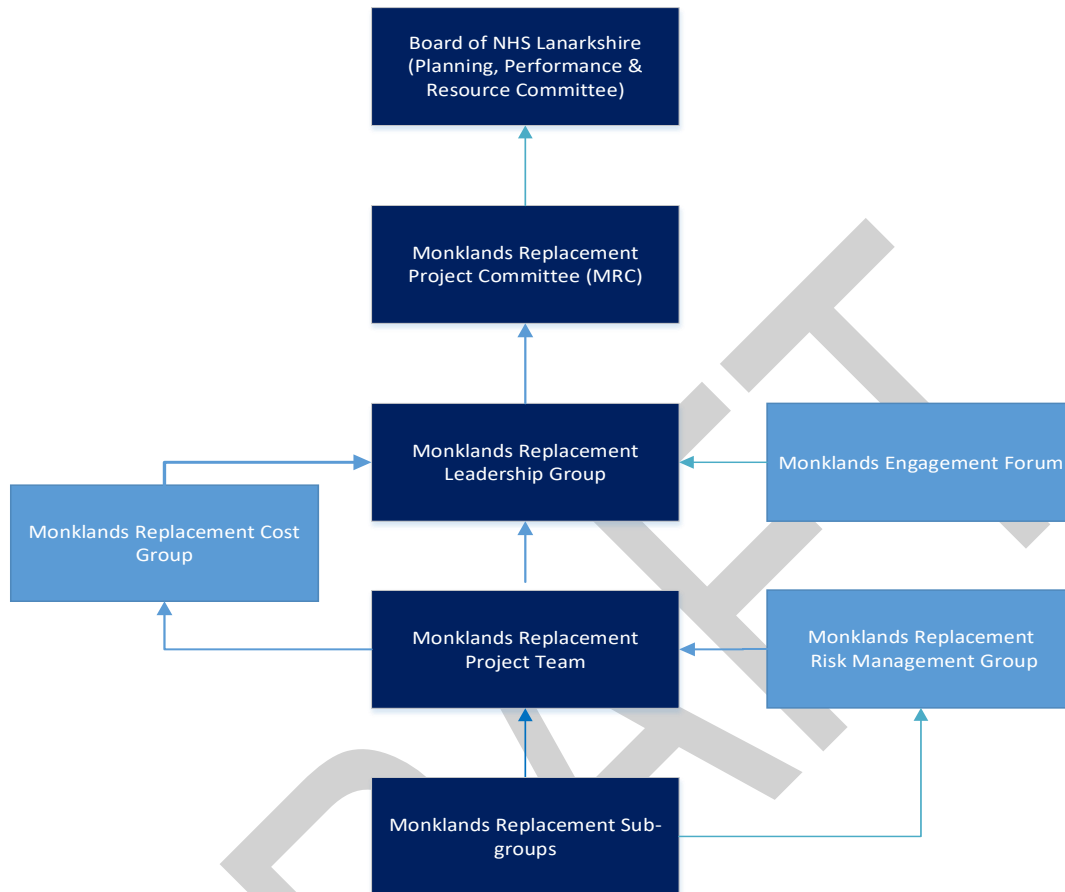 Board of NHS Lanarkshire
(Planning, Performance &
Resource Committee)
Monklands Replacement
Project Committee (MRC)
Monklands Replacement
Leadership Group
Monklands Engagement Forum
Monklands Replacement Cost
Group
Monklands Replacement
Project Team
Monklands Replacement
Risk Management Group
Monklands Replacement Sub-
groups
DRAFT